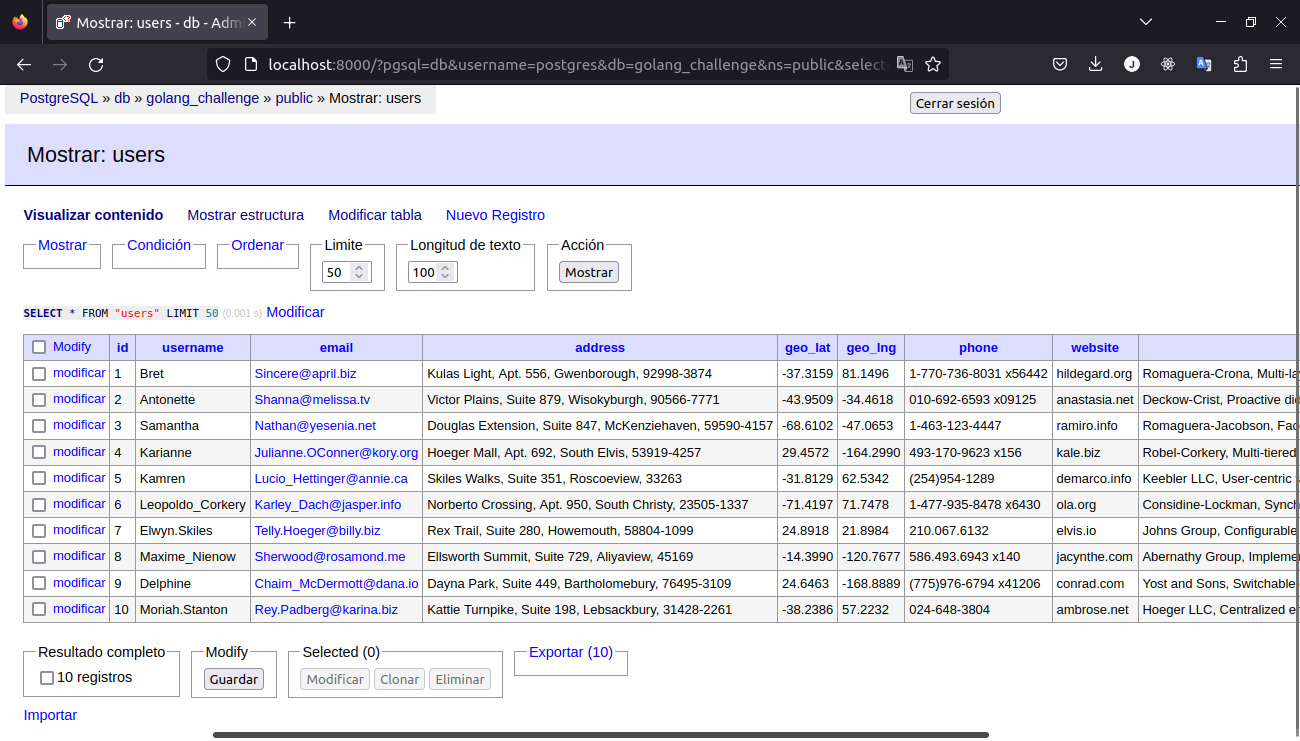 Mostrar: users - db - Adm
localhost:8000/?pgsql=db&username=postgres&db=golang_challenge&ns=public&select
PostgreSQL » db » golang_challenge » public » Mostrar: users
Cerrar sesión
Mostrar: users
Visualizar contenido Mostrar estructura Modificar tabla Nuevo Registro
Mostrar Condición Ordenar Limite Longitud de texto Acción
50 100 Mostrar
SELECT * FROM "users" LIMIT 50 (0.001 s) Modificar
Modify id username email address geo_lat geo_lng phone website
modificar 1 Bret Sincere@april.biz Kulas Light, Apt. 556, Gwenborough, 92998-3874 -37.3159 81.1496 1-770-736-8031 x56442 hildegard.org Romaguera-Crona, Multi-la
modificar 2 Antonette Shanna@melissa.tv Victor Plains, Suite 879, Wisokyburgh, 90566-7771 -43.9509 -34.4618 010-692-6593 x09125 anastasia.net Deckow-Crist, Proactive did
modificar 3 Samantha Nathan@yesenia.net Douglas Extension, Suite 847, McKenziehaven, 59590-4157 -68.6102 -47.0653 1-463-123-4447 ramiro.info Romaguera-Jacobson, Fac
modificar 4 Karianne Julianne.OConner@kory.org Hoeger Mall, Apt. 692, South Elvis, 53919-4257 29.4572 -164.2990 493-170-9623 x156 kale.biz Robel-Corkery, Multi-tiered
modificar 5 Kamren Lucio_Hettinger@annie.ca Skiles Walks, Suite 351, Roscoeview, 33263 -31.8129 62.5342 (254)954-1289 demarco.info Keebler LLC, User-centric
modificar 6 Leopoldo_Corkery Karley_Dach@jasper.info Norberto Crossing, Apt. 950, South Christy, 23505-1337 -71.4197 71.7478 1-477-935-8478 x6430 ola.org Considine-Lockman, Synch
modificar 7 Elwyn.Skiles Telly.Hoeger@billy.biz Rex Trail, Suite 280, Howemouth, 58804-1099 24.8918 21.8984 210.067.6132 elvis.io Johns Group, Configurable
modificar 8 Maxime_Nienow Sherwood@rosamond.me Ellsworth Summit, Suite 729, Aliyaview, 45169 -14.3990 -120.7677 586.493.6943 x140 jacynthe.com Abernathy Group, Impleme
modificar 9 Delphine Chaim_McDermott@dana.io Dayna Park, Suite 449, Bartholomebury, 76495-3109 24.6463 -168.8889 (775)976-6794 x41206 conrad.com Yost and Sons, Switchable
modificar 10 Moriah.Stanton Rey.Padberg@karina.biz Kattie Turnpike, Suite 198, Lebsackbury, 31428-2261 -38.2386 57.2232 024-648-3804 ambrose.net Hoeger LLC, Centralized e
Resultado completo Modify Selected (0) Exportar (10)
10 registros Guardar Modificar Clonar Eliminar
Importar